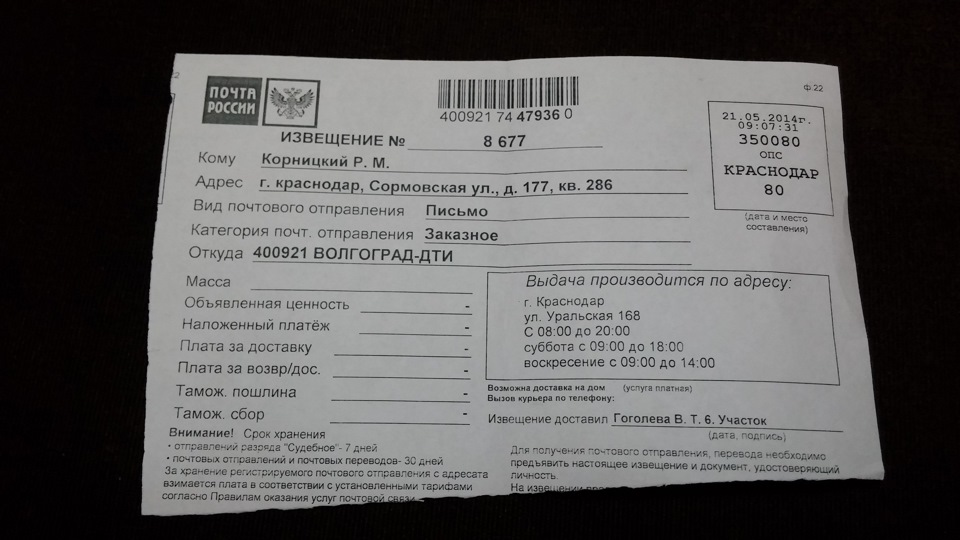 ф.22
ПОЧТА
РОССИИ
400921 74 47936 0
ИЗВЕЩЕНИЕ № 8 677
21.05.2014г.
09:07:31
350080
ОПС
КРАСНОДАР
80
(дата и место
составления)
Кому Корницкий Р. М.
Адрес г. краснодар, Сормовская ул., д. 177, кв. 286
Вид почтового отправления Письмо
Категория почт. отправления Заказное
Откуда 400921 ВОЛГОГРАД-ДТИ
Масса
Объявленная ценность -
Наложенный платёж -
Плата за доставку -
Плата за возвр/дос. -
Тамож. пошлина -
Тамож. сбор -
Выдача производится по адресу:
г. Краснодар
ул. Уральская 168
С 08:00 до 20:00
суббота с 09:00 до 18:00
воскресение с 09:00 до 14:00
Возможна доставка на дом (услуга платная)
Вызов курьера по телефону:
Извещение доставил Гоголева В. Т. 6. Участок
(дата, подпись)
Внимание! Срок хранения
• отправлений разряда "Судебное"- 7 дней
• почтовых отправлений и почтовых переводов- 30 дней
За хранение регистрируемого почтового отправления с адресата
взимается плата в соответствии с установленными тарифами
согласно Правилам оказания услуг почтовой связи
Для получения почтового отправления, перевода необходимо
предъявить настоящее извещение и документ, удостоверяющий
личность.
На извещении